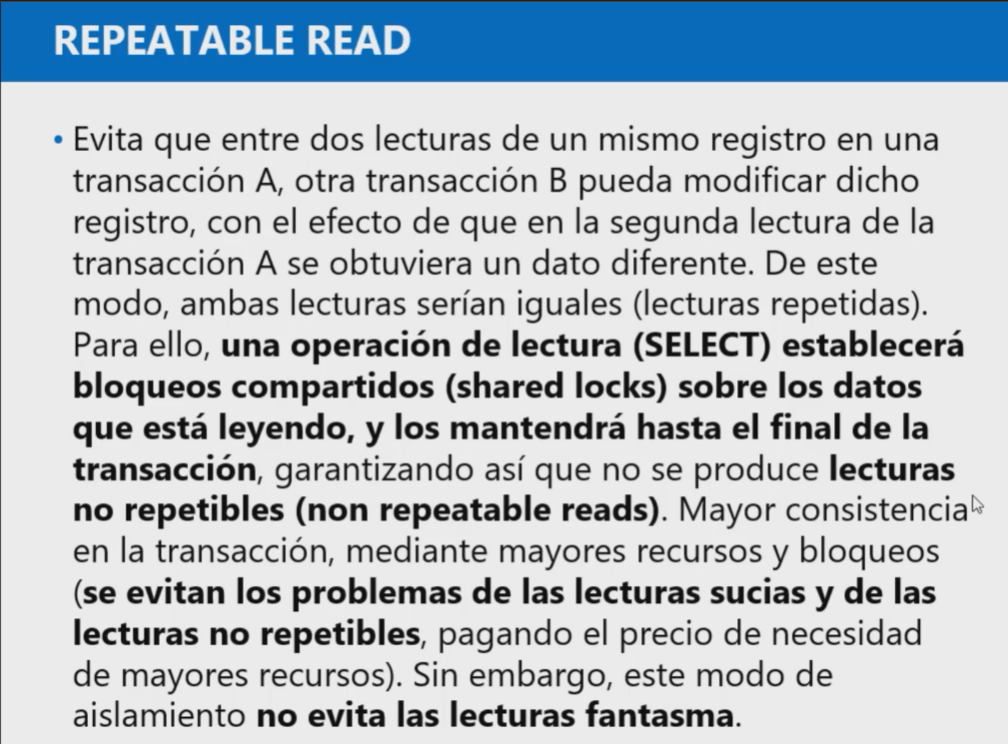 REPEATABLE READ
• Evita que entre dos lecturas de un mismo registro en una
transacción A, otra transacción B pueda modificar dicho
registro, con el efecto de que en la segunda lectura de la
transacción A se obtuviera un dato diferente. De este
modo, ambas lecturas serían iguales (lecturas repetidas).
Para ello, una operación de lectura (SELECT) establecerá
bloqueos compartidos (shared locks) sobre los datos
que está leyendo, y los mantendrá hasta el final de la
transacción, garantizando así que no se produce lecturas
no repetibles (non repeatable reads). Mayor consistencia
en la transacción, mediante mayores recursos y bloqueos
(se evitan los problemas de las lecturas sucias y de las
lecturas no repetibles, pagando el precio de necesidad
de mayores recursos). Sin embargo, este modo de
aislamiento no evita las lecturas fantasma.